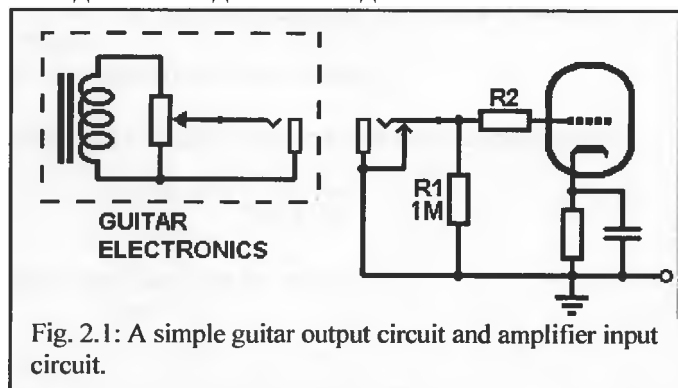 GUITAR
ELECTRONICS
R1
1M
R2
Fig. 2.1: A simple guitar output circuit and amplifier input
circuit.